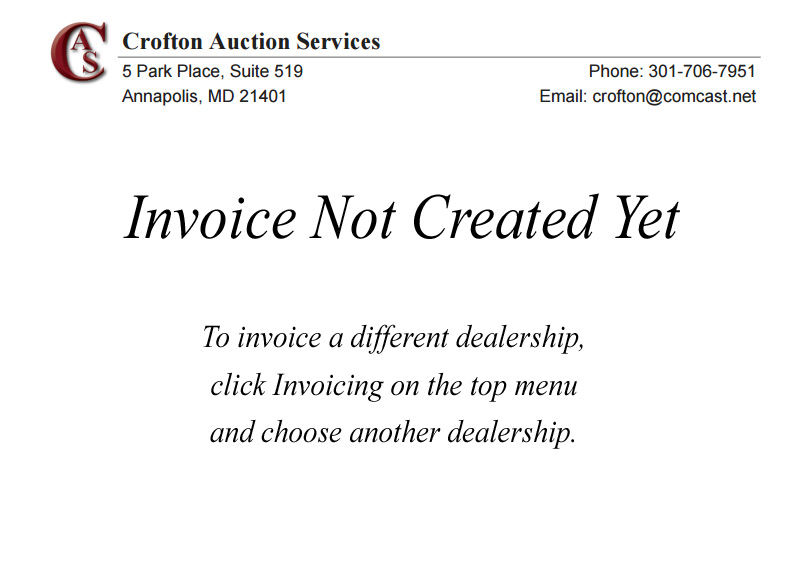 CAS
Crofton Auction Services
5 Park Place, Suite 519
Phone: 301-706-7951
Annapolis, MD 21401
Email: crofton@comcast.net
Invoice Not Created Yet
To invoice a different dealership,
click Invoicing on the top menu
and choose another dealership.